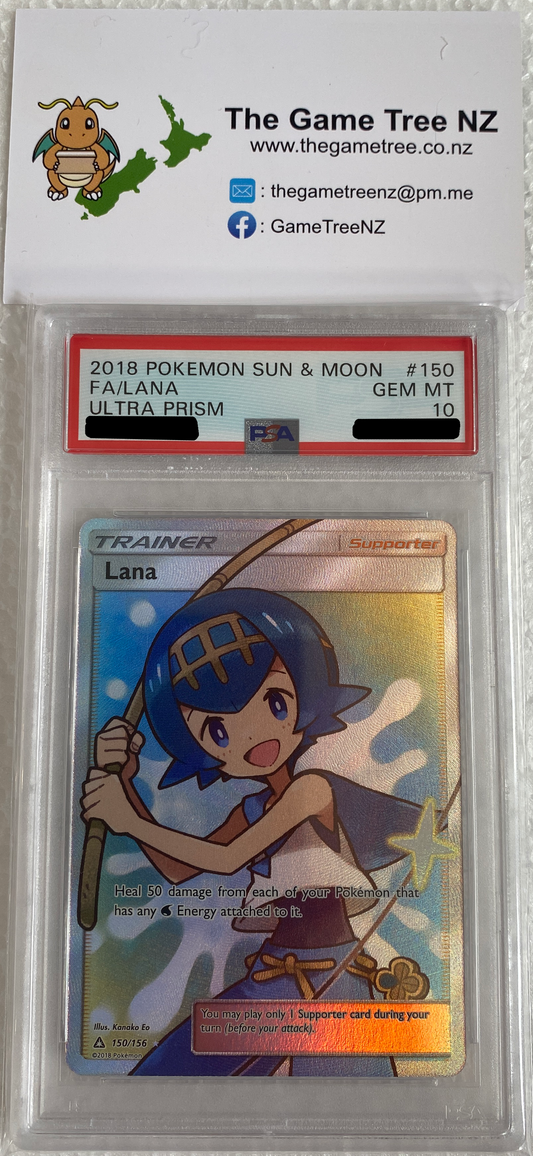 The Game Tree NZ
www.thegametree.co.nz
: thegametreenz@pm.me
: GameTreeNZ
2018 POKEMON SUN & MOON #150
FA/LANA GEM MT
ULTRA PRISM 10
PSA
TRAINER Supporter
Lana
Heal 50 damage from each of your Pokémon that
has any Energy attached to it.
You may play only 1 Supporter card during your
turn (before your attack).
Illus. Kanako Eo
150/156
©2018 Pokémon